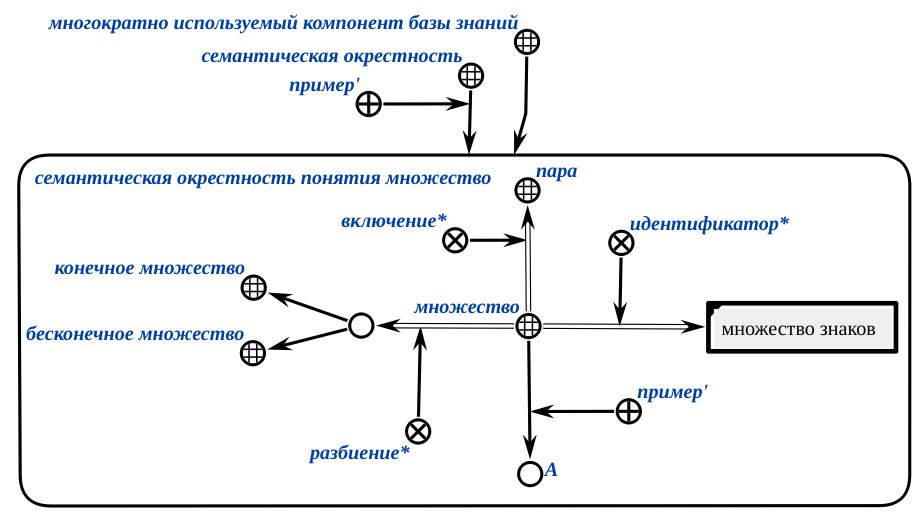 многократно используемый компонент базы знаний
семантическая окрестность
пример'
семантическая окрестность понятия множество
пара
включение*
идентификатор*
конечное множество
множество
бесконечное множество
множество знаков
пример'
разбиение*
A